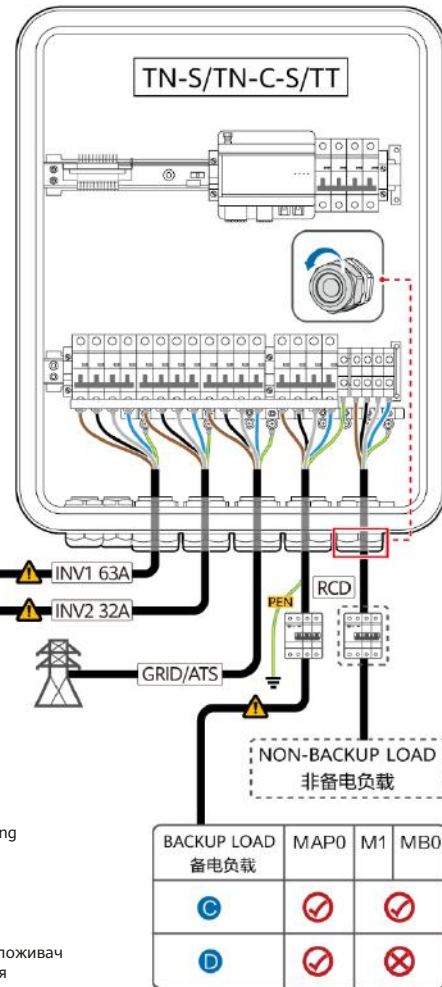 TN-S/TN-C-S/TT
INV1 63A
INV2 32A
PEN
RCD
GRID/ATS
NON-BACKUP LOAD
非备电负载
ng
BACKUP LOAD
备电负载
MAP0
M1
MB0
C
D
поживач
я